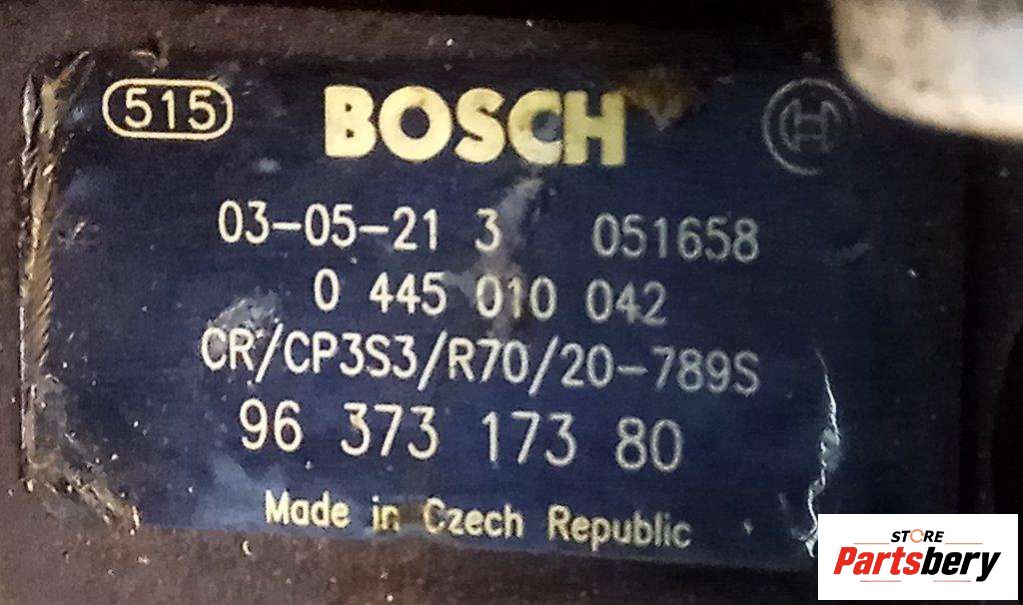 515 BOSCH
03-05-21 3 051658
0 445 010 042
CR/CP3S3/R70/20-789S
96 373 173 80
Made in Czech Republic
STORE
Partsbery